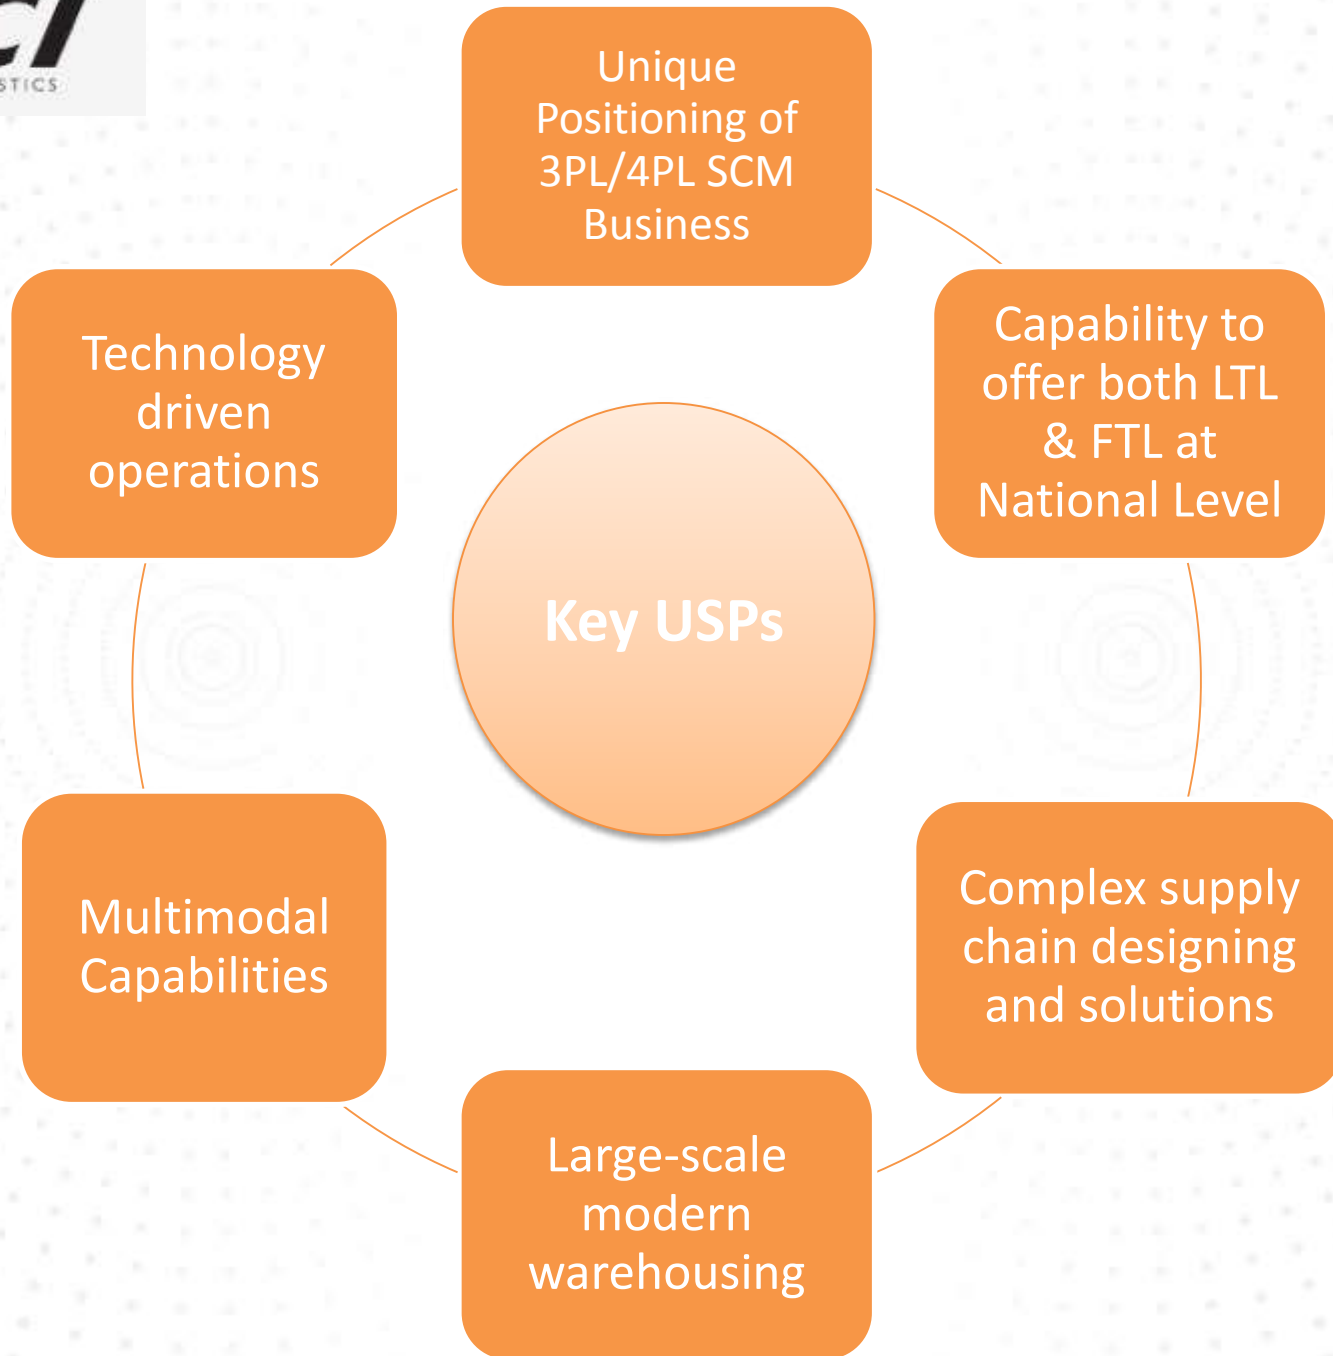 Unique
Positioning of
3PL/4PL SCM
Business
Capability to
offer both LTL
& FTL at
National Level
Complex supply
chain designing
and solutions
Large-scale
modern
warehousing
Multimodal
Capabilities
Technology
driven
operations
Key USPs